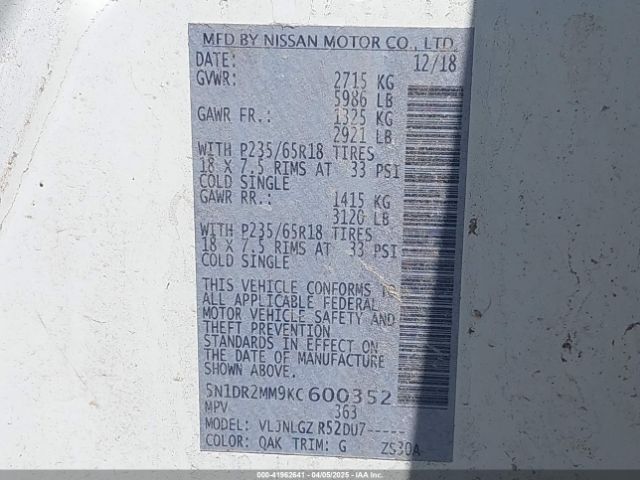 MFD BY NISSAN MOTOR CO., LTD.
DATE: 12/18
GVWR: 2715 KG
5986 LB
GAWR FR.: 1325 KG
2921 LB
WITH P235/65R18 TIRES
18 X 7.5 RIMS AT 33 PSI
COLD SINGLE
GAWR RR.: 1415 KG
3120 LB
WITH P235/65R18 TIRES
18 X 7.5 RIMS AT 33 PSI
COLD SINGLE
THIS VEHICLE CONFORMS TO
ALL APPLICABLE FEDERAL
MOTOR VEHICLE SAFETY AND
THEFT PREVENTION
STANDARDS IN EFFECT ON
THE DATE OF MANUFACTURE
SHOWN ABOVE.
5N1DR2MM9KC600352
MPV 363
MODEL: VLJNLGZ R52DU7-----
COLOR: QAK TRIM: G ZS30A
000-41962641 - 04/05/2025 - IAAI.COM